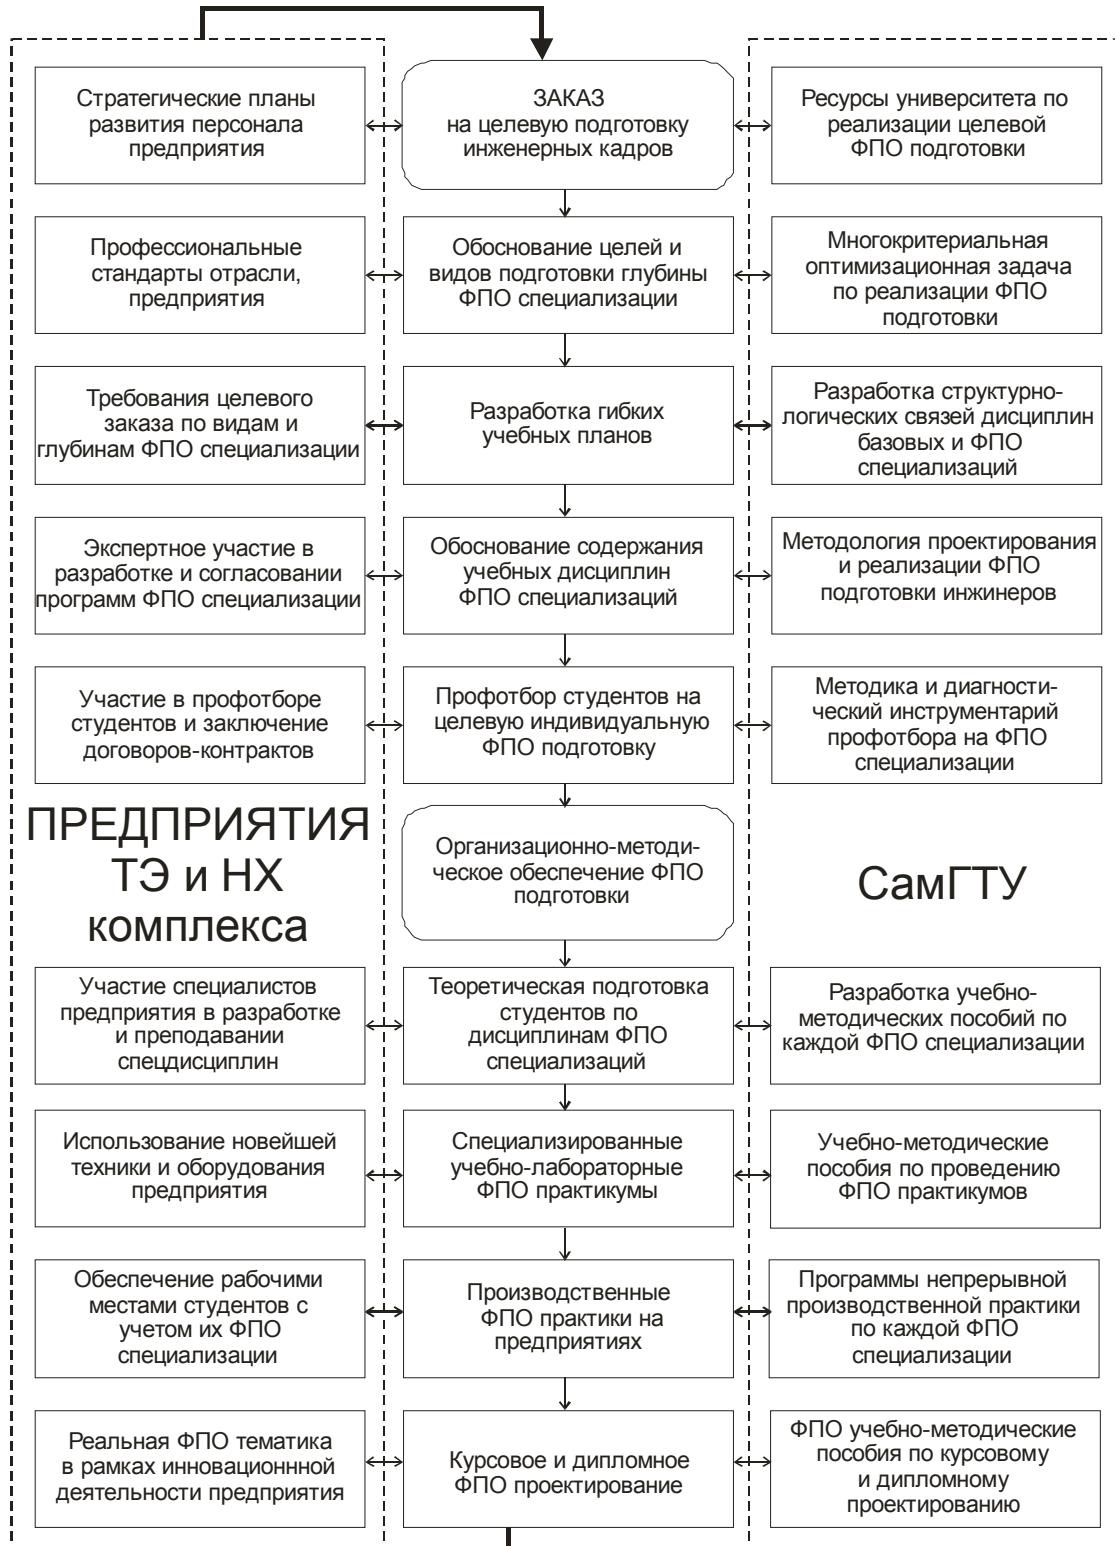 Стратегические планы
развития персонала
предприятия
ЗАКАЗ
на целевую подготовку
инженерных кадров
Ресурсы университета по
реализации целевой
ФПО подготовки
Профессиональные
стандарты отрасли,
предприятия
Обоснование целей и
видов подготовки глубины
ФПО специализации
Многокритериальная
оптимизационная задача
по реализации ФПО
подготовки
Требования целевого
заказа по видам и
глубинам ФПО специализации
Разработка гибких
учебных планов
Разработка структурно-
логических связей дисциплин
базовых и ФПО
специализаций
Экспертное участие в
разработке и согласовании
программ ФПО специализации
Обоснование содержания
учебных дисциплин
ФПО специализаций
Методология проектирования
и реализации ФПО
подготовки инжинеров
Участие в профотборе
студентов и заключение
договоров-контрактов
Профотбор студентов на
целевую индивидуальную
ФПО подготовку
Методика и диагности-
ческий инструментарий
профотбора на ФПО
специализации
ПРЕДПРИЯТИЯ
ТЭ и НХ
комплекса
Организационно-методи-
ческое обеспечение ФПО
подготовки
СамГТУ
Участие специалистов
предприятия в разработке
и преподавании
спецдисциплин
Теоретическая подготовка
студентов по
дисциплинам ФПО
специализаций
Разработка учебно-
методических пособий по
каждой ФПО специализации
Использование новейшей
техники и оборудования
предприятия
Специализированные
учебно-лабораторные
ФПО практикумы
Учебно-методические
пособия по проведению
ФПО практикумов
Обеспечение рабочими
местами студентов с
учетом их ФПО
специализации
Производственные
ФПО практики на
предприятиях
Программы непрерывной
производственной практики
по каждой ФПО
специализации
Реальная ФПО тематика
в рамках инновационнной
деятельности предприятия
Курсовое и дипломное
ФПО проектирование
ФПО учебно-методические
пособия по курсовому
и дипломному
проектированию